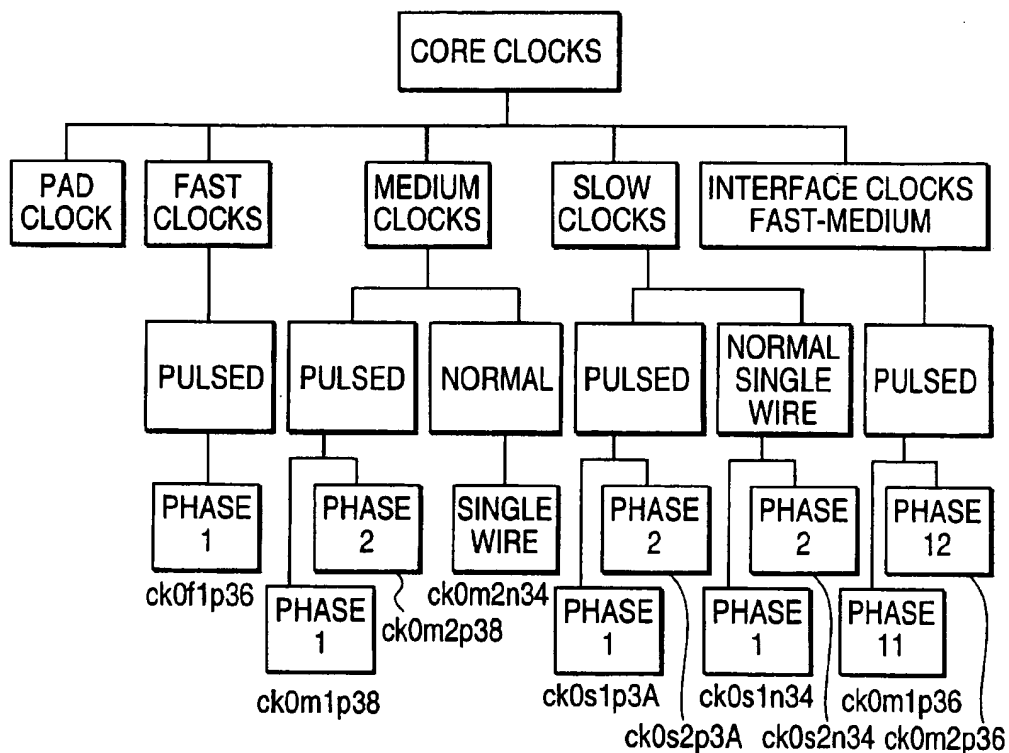 CORE CLOCKS
PAD
CLOCK
FAST
CLOCKS
MEDIUM
CLOCKS
SLOW
CLOCKS
INTERFACE CLOCKS
FAST-MEDIUM
PULSED
PULSED
NORMAL
PULSED
NORMAL
SINGLE
WIRE
PULSED
PHASE
1
PHASE
2
SINGLE
WIRE
PHASE
2
PHASE
2
PHASE
12
ck0f1p36
PHASE
1
ck0m2p38
ck0m2n34
PHASE
1
PHASE
1
PHASE
11
ck0m1p38
ck0s1p3A
ck0s1n34
ck0m1p36
ck0s2p3A
ck0s2n34
ck0m2p36